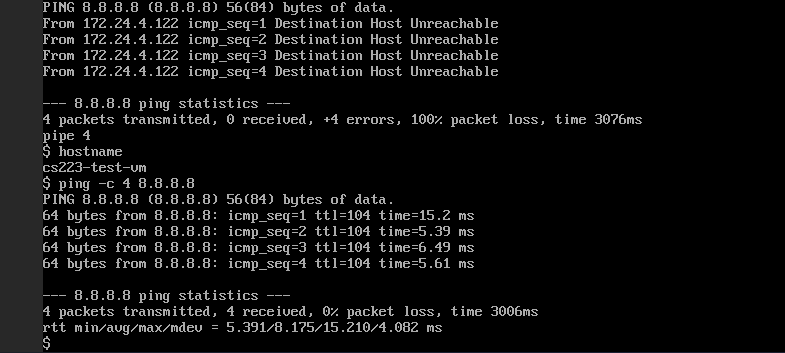 PING 8.8.8.8 (8.8.8.8) 56(84) bytes of data.
From 172.24.4.122 icmp_seq=1 Destination Host Unreachable
From 172.24.4.122 icmp_seq=2 Destination Host Unreachable
From 172.24.4.122 icmp_seq=3 Destination Host Unreachable
From 172.24.4.122 icmp_seq=4 Destination Host Unreachable

--- 8.8.8.8 ping statistics ---
4 packets transmitted, 0 received, +4 errors, 100% packet loss, time 3076ms
pipe 4
$ hostname
cs223-test-vm
$ ping -c 4 8.8.8.8
PING 8.8.8.8 (8.8.8.8) 56(84) bytes of data.
64 bytes from 8.8.8.8: icmp_seq=1 ttl=104 time=15.2 ms
64 bytes from 8.8.8.8: icmp_seq=2 ttl=104 time=5.39 ms
64 bytes from 8.8.8.8: icmp_seq=3 ttl=104 time=6.49 ms
64 bytes from 8.8.8.8: icmp_seq=4 ttl=104 time=5.61 ms

--- 8.8.8.8 ping statistics ---
4 packets transmitted, 4 received, 0% packet loss, time 3006ms
rtt min/avg/max/mdev = 5.391/8.175/15.210/4.082 ms
$